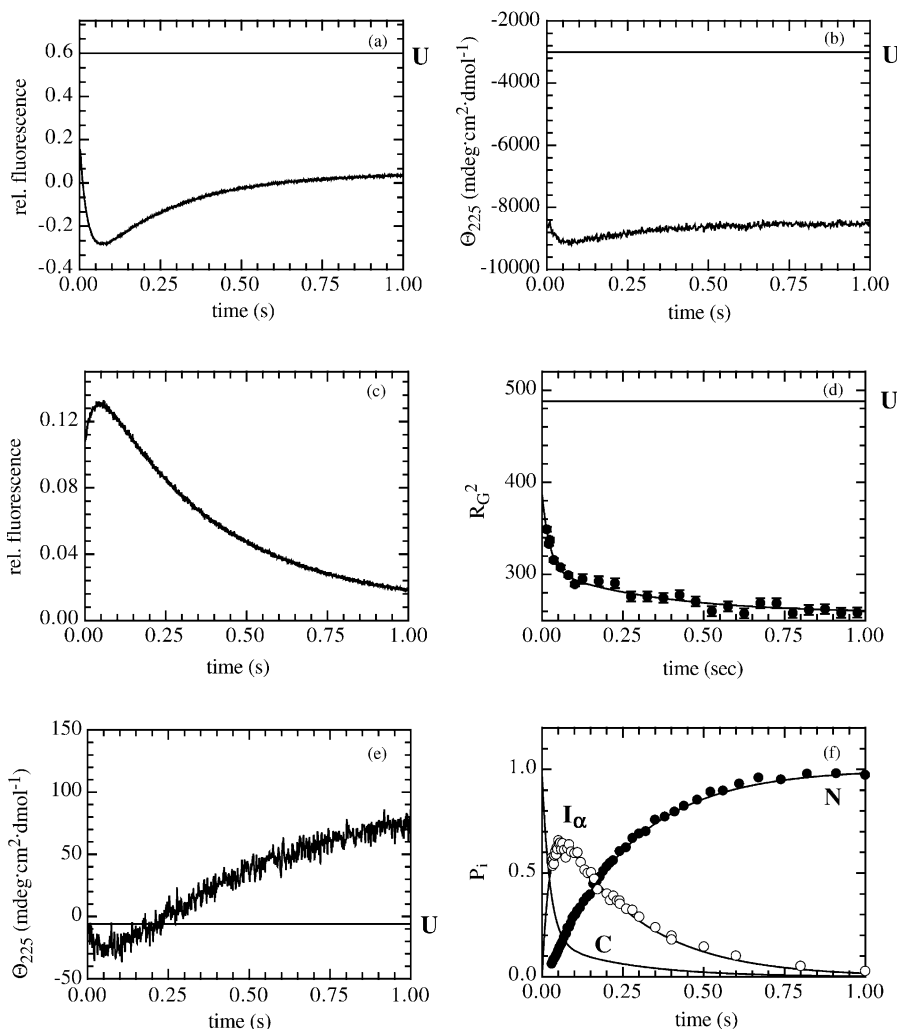 (a)
0.6
0.4
0.2
0.0
-0.2
-0.4
0.00 0.25 0.50 0.75 1.00
rel. fluorescence
time (s)
U
(b)
-2000
-4000
-6000
-8000
-10000
0.00 0.25 0.50 0.75 1.00
Θ225 (mdeg·cm2·dmol-1)
time (s)
U
(c)
0.12
0.08
0.04
0.00
0.00 0.25 0.50 0.75 1.00
rel. fluorescence
time (s)
(d)
500
400
300
0.00 0.25 0.50 0.75 1.00
RG2
time (sec)
U
(e)
150
100
50
0
-50
0.00 0.25 0.50 0.75 1.00
Θ225 (mdeg·cm2·dmol-1)
time (s)
U
(f)
1.0
0.5
0.0
0.00 0.25 0.50 0.75 1.00
Pi
Iα
N
C
time (s)